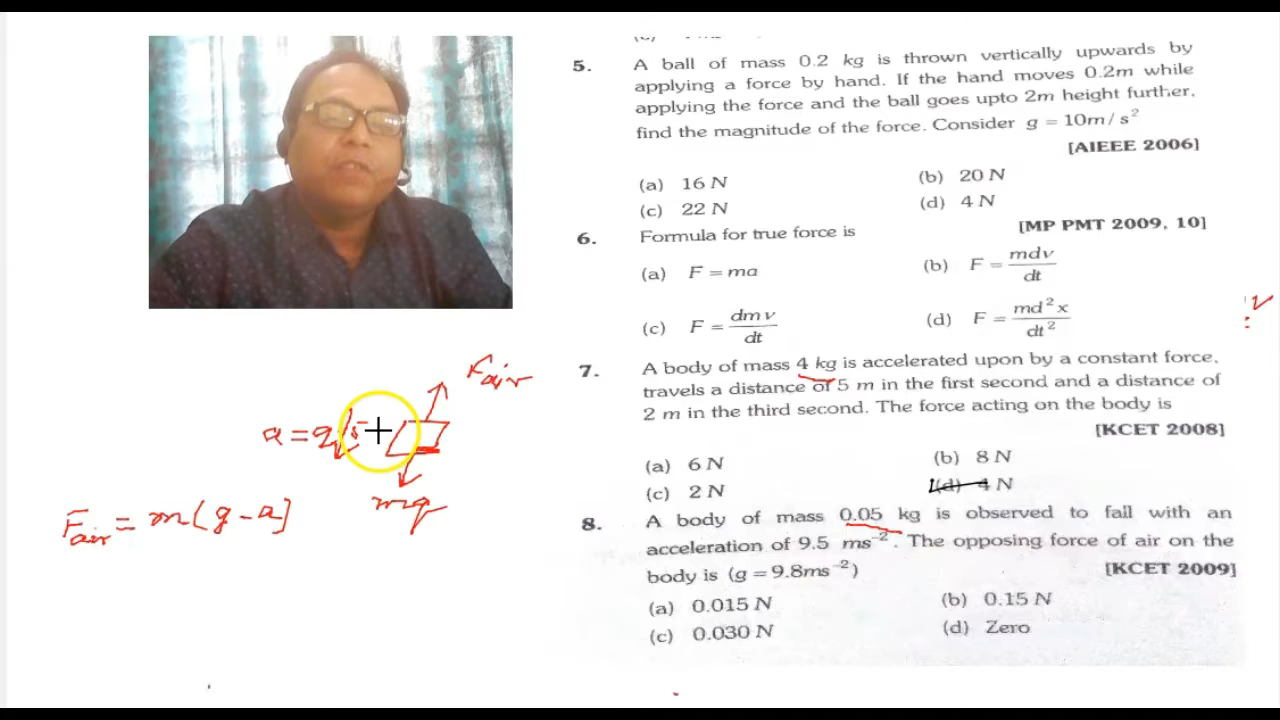 5. A ball of mass 0.2 kg is thrown vertically upwards by
applying a force by hand. If the hand moves 0.2m while
applying the force and the ball goes upto 2m height further,
find the magnitude of the force. Consider g = 10m/s²
[AIEEE 2006]
(a) 16 N (b) 20 N
(c) 22 N (d) 4 N
6. Formula for true force is [MP PMT 2009, 10]
(a) F = ma (b) F = mdv/dt
(c) F = dmv/dt (d) F = md²x/dt²
7. A body of mass 4 kg is accelerated upon by a constant force,
travels a distance of 5 m in the first second and a distance of
2 m in the third second. The force acting on the body is
[KCET 2008]
(a) 6 N (b) 8 N
(c) 2 N (d) 4 N
8. A body of mass 0.05 kg is observed to fall with an
acceleration of 9.5 ms⁻². The opposing force of air on the
body is (g = 9.8ms⁻²) [KCET 2009]
(a) 0.015 N (b) 0.15 N
(c) 0.030 N (d) Zero
Fair
a =
mg
Fair = m(g-a)